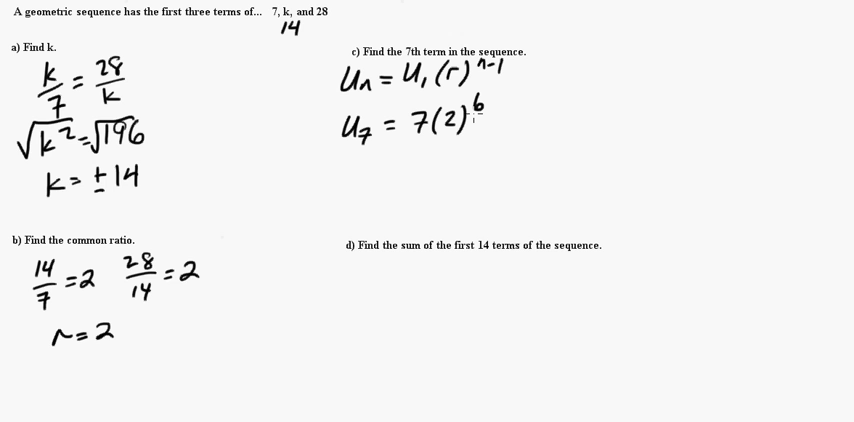 A geometric sequence has the first three terms of... 7, k, and 28
14
a) Find k.
k/7 = 28/k
√k² = √196
k = ±14
b) Find the common ratio.
14/7 = 2 28/14 = 2
r = 2
c) Find the 7th term in the sequence.
Un = U₁(r)ⁿ⁻¹
U₇ = 7(2)⁶
d) Find the sum of the first 14 terms of the sequence.